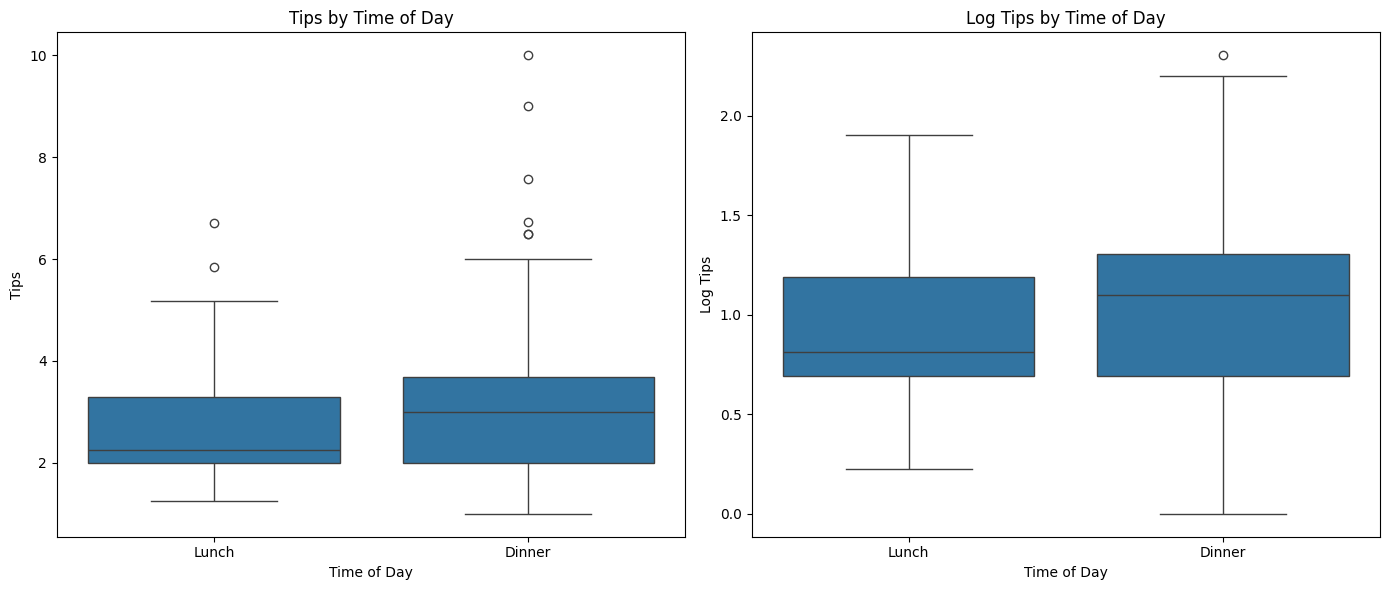 Tips by Time of Day
10
8
6
4
2
Tips
Lunch
Dinner
Time of Day
Log Tips by Time of Day
2.0
1.5
1.0
0.5
0.0
Log Tips
Lunch
Dinner
Time of Day